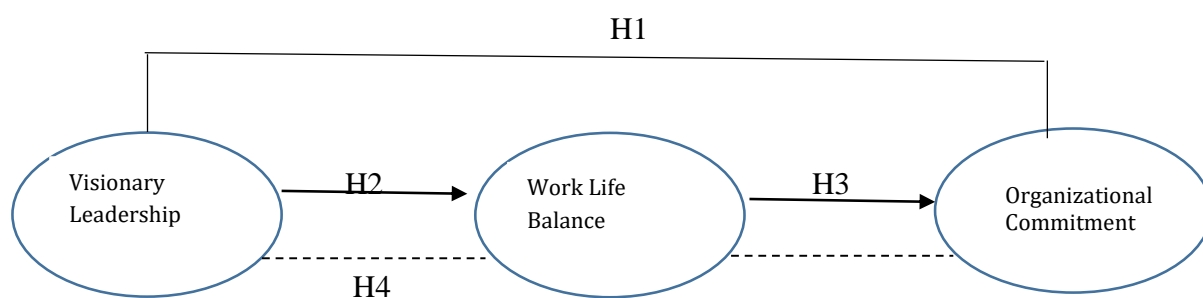 H1
Visionary
Leadership
H2
Work Life
Balance
H3
Organizational
Commitment
H4